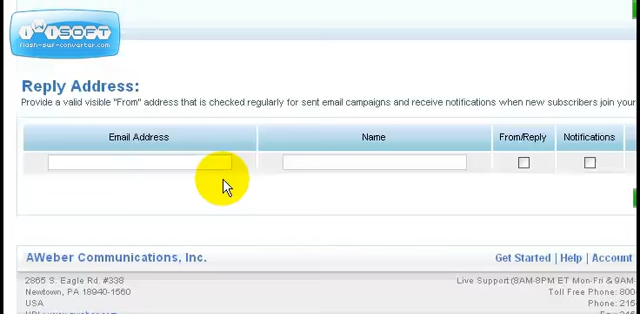 iWiSOFT
flash-swf-converter.com
Reply Address:
Provide a valid visible "From" address that is checked regularly for sent email campaigns and receive notifications when new subscribers join your
Email Address Name From/Reply Notifications
AWeber Communications, Inc. Get Started | Help | Account
2865 S. Eagle Rd. #338 Live Support(8AM-8PM ET Mon-Fri & 9AM-
Newtown, PA 18940-1560 Toll Free Phone: 800-
USA Phone: 215-